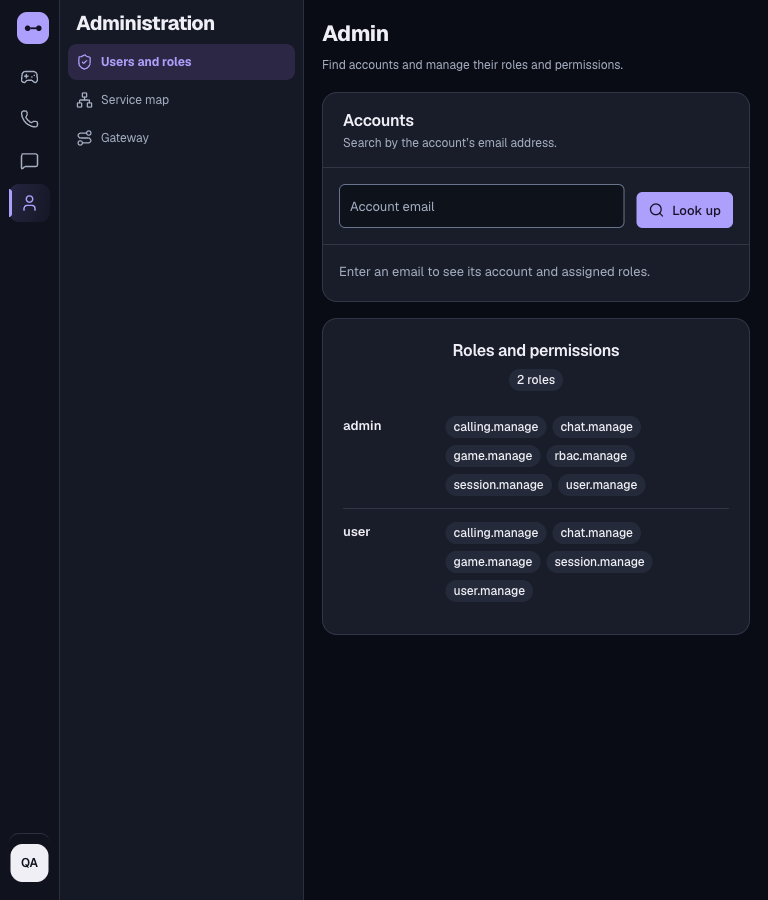 Administration
Users and roles
Service map
Gateway
QA
Admin
Find accounts and manage their roles and permissions.
Accounts
Search by the account's email address.
Account email
Look up
Enter an email to see its account and assigned roles.
Roles and permissions
2 roles
admin
calling.manage chat.manage
game.manage rbac.manage
session.manage user.manage
user
calling.manage chat.manage
game.manage session.manage
user.manage